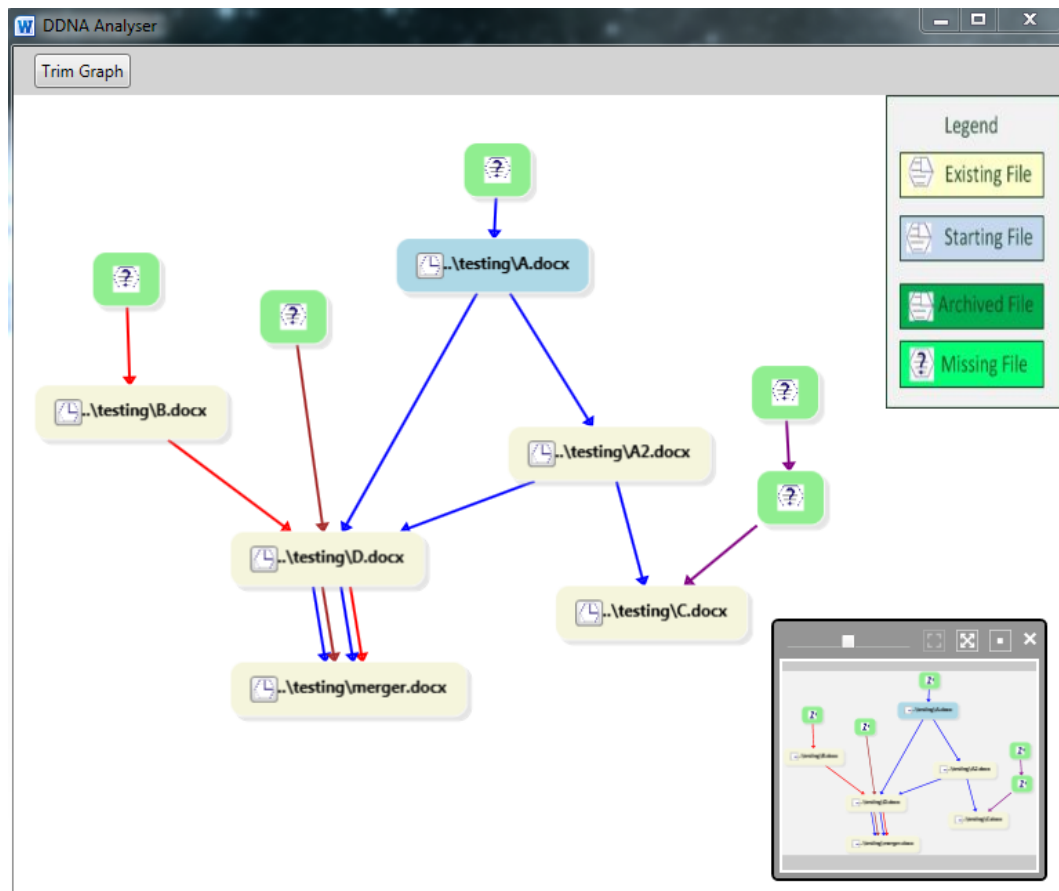 DDNA Analyser
Trim Graph
Legend
Existing File
Starting File
Archived File
Missing File
?
..\testing\A.docx
?
?
..\testing\B.docx
?
..\testing\A2.docx
?
..\testing\D.docx
..\testing\C.docx
..\testing\merger.docx